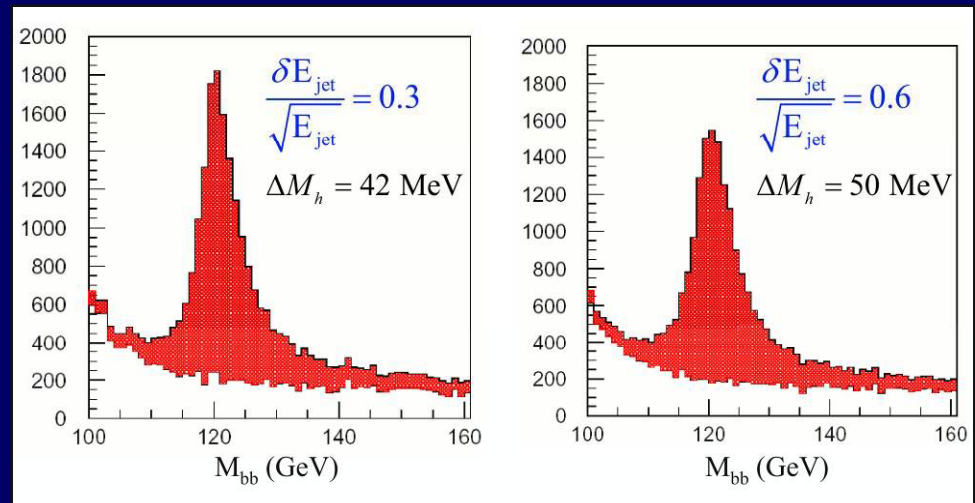 2000
1800
1600
1400
1200
1000
800
600
400
200
0
100 120 140 160
M_bb (GeV)
δE_jet / √E_jet = 0.3
ΔM_h = 42 MeV
2000
1800
1600
1400
1200
1000
800
600
400
200
0
100 120 140 160
M_bb (GeV)
δE_jet / √E_jet = 0.6
ΔM_h = 50 MeV